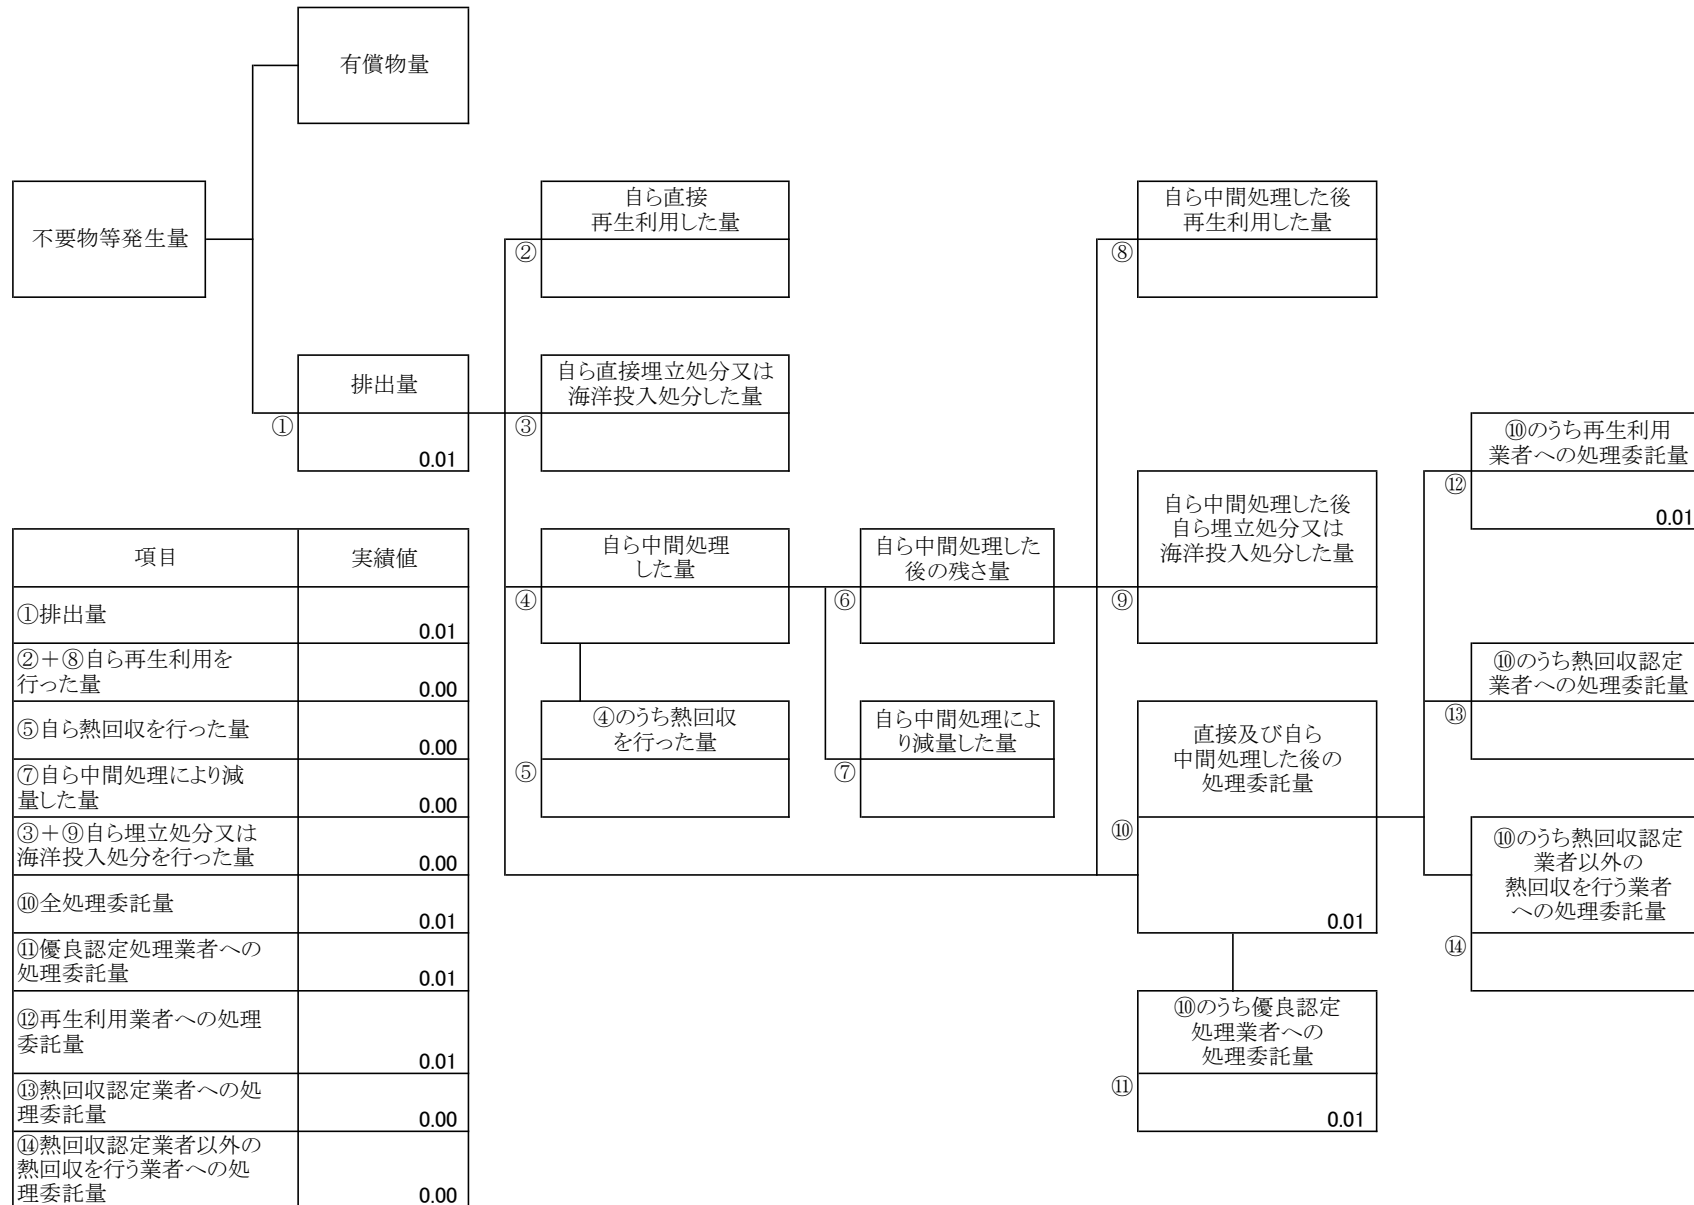 有償物量
不要物等発生量
自ら直接
再生利用した量
②
自ら中間処理した後
再生利用した量
⑧
排出量
①
0.01
自ら直接埋立処分又は
海洋投入処分した量
③
⑩のうち再生利用
業者への処理委託量
⑫
0.01
自ら中間処理
した量
④
自ら中間処理した
後の残さ量
⑥
自ら中間処理した後
自ら埋立処分又は
海洋投入処分した量
⑨
④のうち熱回収
を行った量
⑤
自ら中間処理によ
り減量した量
⑦
直接及び自ら
中間処理した後の
処理委託量
⑩
0.01
⑩のうち熱回収認定
業者への処理委託量
⑬
⑩のうち熱回収認定
業者以外の
熱回収を行う業者
への処理委託量
⑭
⑩のうち優良認定
処理業者への
処理委託量
⑪
0.01
項目
実績値
①排出量
0.01
②+⑧自ら再生利用を
行った量
0.00
⑤自ら熱回収を行った量
0.00
⑦自ら中間処理により減
量した量
0.00
③+⑨自ら埋立処分又は
海洋投入処分を行った量
0.00
⑩全処理委託量
0.01
⑪優良認定処理業者への
処理委託量
0.01
⑫再生利用業者への処理
委託量
0.01
⑬熱回収認定業者への処
理委託量
0.00
⑭熱回収認定業者以外の
熱回収を行う業者への処
理委託量
0.00